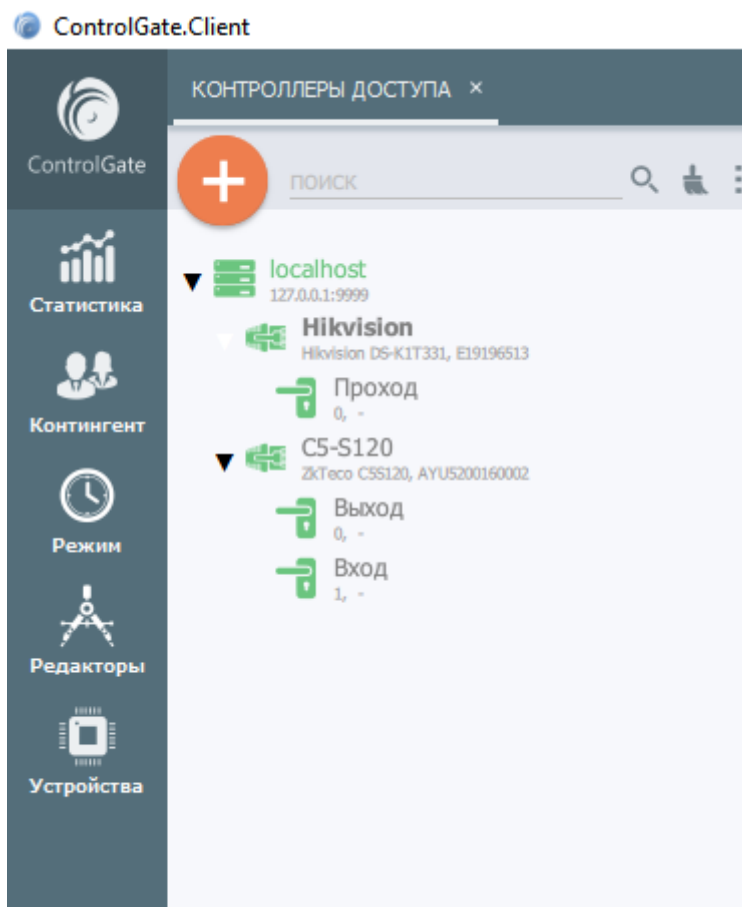 ControlGate.Client
КОНТРОЛЛЕРЫ ДОСТУПА ×
ControlGate
ПОИСК
Статистика
Контингент
Режим
Редакторы
Устройства
localhost
127.0.0.1:9999
Hikvision
Hikvision DS-K1T331, E19196513
Проход
0, -
C5-S120
ZkTeco C5S120, AYU5200160002
Выход
0, -
Вход
1, -